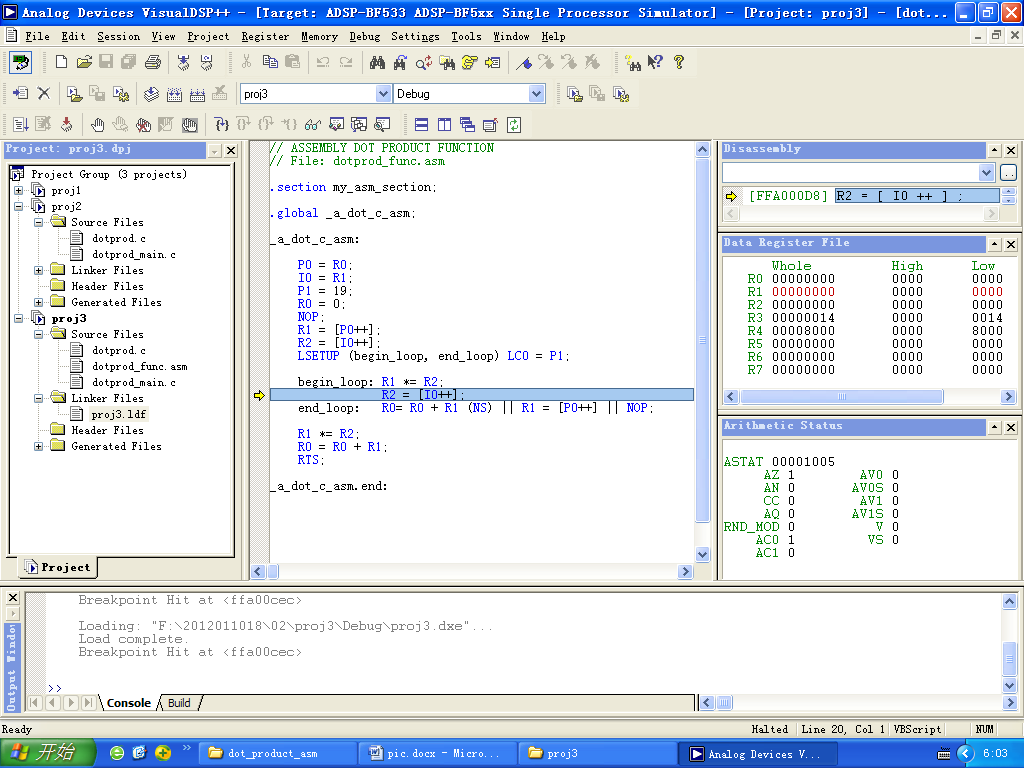 Analog Devices VisualDSP++ - [Target: ADSP-BF533 ADSP-BF5xx Single Processor Simulator] - [Project: proj3] - [dot...
File Edit Session View Project Register Memory Debug Settings Tools Window Help
proj3 Debug
Project: proj3.dpj
Project Group (3 projects)
proj1
proj2
Source Files
dotprod.c
dotprod_main.c
Linker Files
Header Files
Generated Files
proj3
Source Files
dotprod.c
dotprod_func.asm
dotprod_main.c
Linker Files
proj3.ldf
Header Files
Generated Files
Project
// ASSEMBLY DOT PRODUCT FUNCTION
// File: dotprod_func.asm
.section my_asm_section;
.global _a_dot_c_asm;
_a_dot_c_asm:
P0 = R0;
I0 = R1;
P1 = 19;
R0 = 0;
NOP;
R1 = [P0++];
R2 = [I0++];
LSETUP (begin_loop, end_loop) LC0 = P1;
begin_loop: R1 *= R2;
R2 = [I0++];
end_loop: R0= R0 + R1 (NS) || R1 = [P0++] || NOP;
R1 *= R2;
R0 = R0 + R1;
RTS;
_a_dot_c_asm.end:
Disassembly
[FFA000D8] R2 = [ I0 ++ ] ;
Data Register File
Whole High Low
R0 00000000 0000 0000
R1 00000000 0000 0000
R2 00000000 0000 0000
R3 00000014 0000 0014
R4 00008000 0000 8000
R5 00000000 0000 0000
R6 00000000 0000 0000
R7 00000000 0000 0000
Arithmetic Status
ASTAT 00001005
AZ 1 AV0 0
AN 0 AV0S 0
CC 0 AV1 0
AQ 0 AV1S 0
RND_MOD 0 V 0
AC0 1 VS 0
AC1 0
Output Window
Breakpoint Hit at <ffa00cec>
Loading: "F:\2012011018\02\proj3\Debug\proj3.dxe"...
Load complete.
Breakpoint Hit at <ffa00cec>
>>
Console Build
Ready Halted Line 20, Col 1 VBScript NUM
开始 dot_product_asm pic.docx - Micro... proj3 Analog Devices V... 6:03